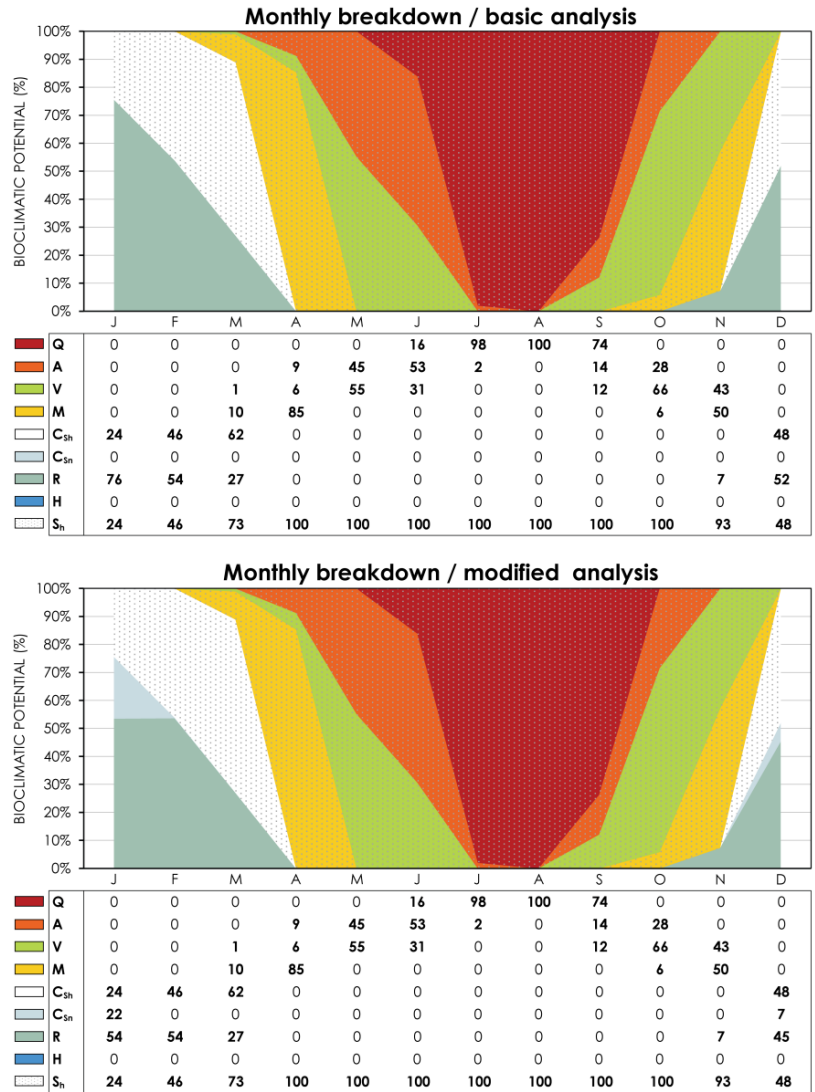 Monthly breakdown / basic analysis
BIOCLIMATIC POTENTIAL (%)
100%
90%
80%
70%
60%
50%
40%
30%
20%
10%
0%
J F M A M J J A S O N D
Q 0 0 0 0 0 16 98 100 74 0 0 0
A 0 0 0 9 45 53 2 0 14 28 0 0
V 0 0 1 6 55 31 0 0 12 66 43 0
M 0 0 10 85 0 0 0 0 0 6 50 0
CSh 24 46 62 0 0 0 0 0 0 0 0 48
CSn 0 0 0 0 0 0 0 0 0 0 0 0
R 76 54 27 0 0 0 0 0 0 0 7 52
H 0 0 0 0 0 0 0 0 0 0 0 0
Sh 24 46 73 100 100 100 100 100 100 100 93 48
Monthly breakdown / modified analysis
BIOCLIMATIC POTENTIAL (%)
100%
90%
80%
70%
60%
50%
40%
30%
20%
10%
0%
J F M A M J J A S O N D
Q 0 0 0 0 0 16 98 100 74 0 0 0
A 0 0 0 9 45 53 2 0 14 28 0 0
V 0 0 1 6 55 31 0 0 12 66 43 0
M 0 0 10 85 0 0 0 0 0 6 50 0
CSh 24 46 62 0 0 0 0 0 0 0 0 48
CSn 22 0 0 0 0 0 0 0 0 0 0 7
R 54 54 27 0 0 0 0 0 0 0 7 45
H 0 0 0 0 0 0 0 0 0 0 0 0
Sh 24 46 73 100 100 100 100 100 100 100 93 48